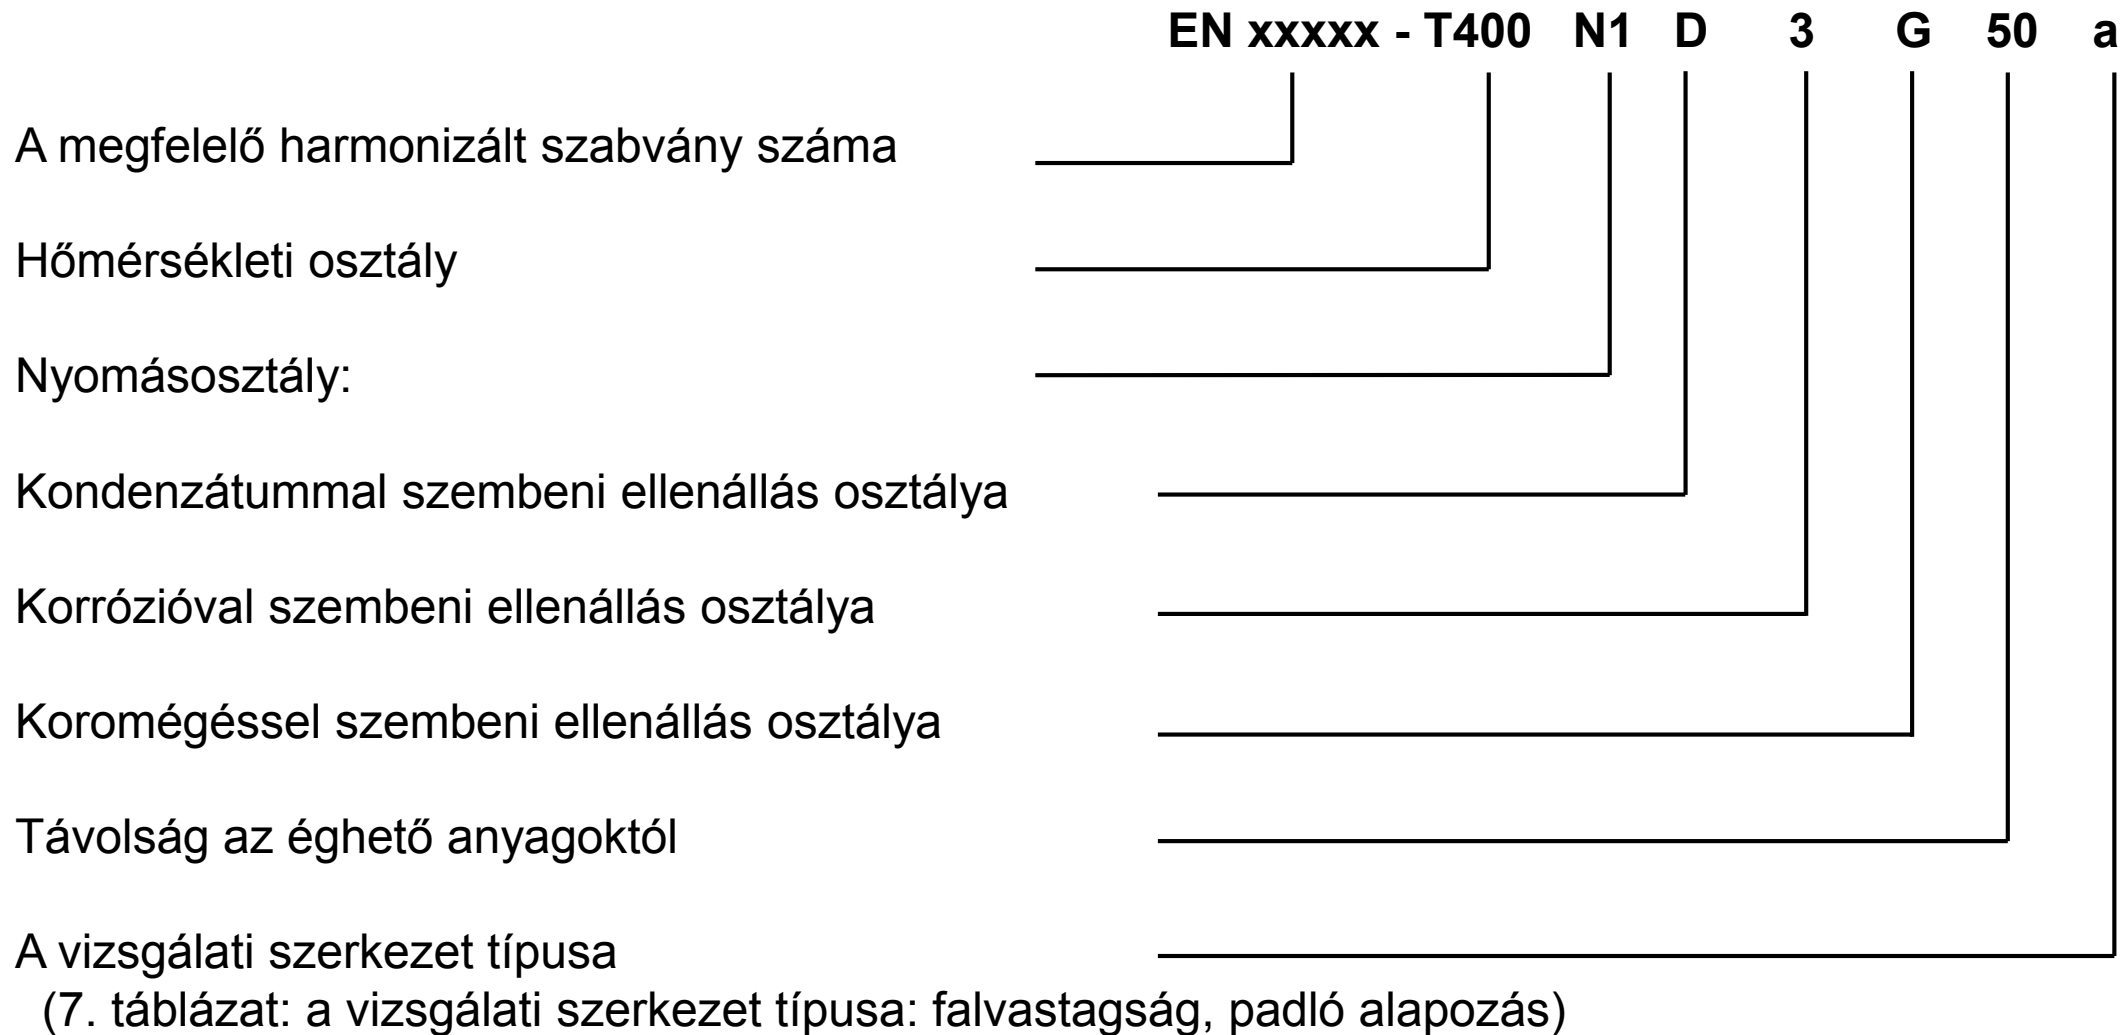 EN xxxxx - T400 N1 D 3 G 50 a
A megfelelő harmonizált szabvány száma
Hőmérsékleti osztály
Nyomásosztály:
Kondenzátummal szembeni ellenállás osztálya
Korrózióval szembeni ellenállás osztálya
Koromégéssel szembeni ellenállás osztálya
Távolság az éghető anyagoktól
A vizsgálati szerkezet típusa
(7. táblázat: a vizsgálati szerkezet típusa: falvastagság, padló alapozás)